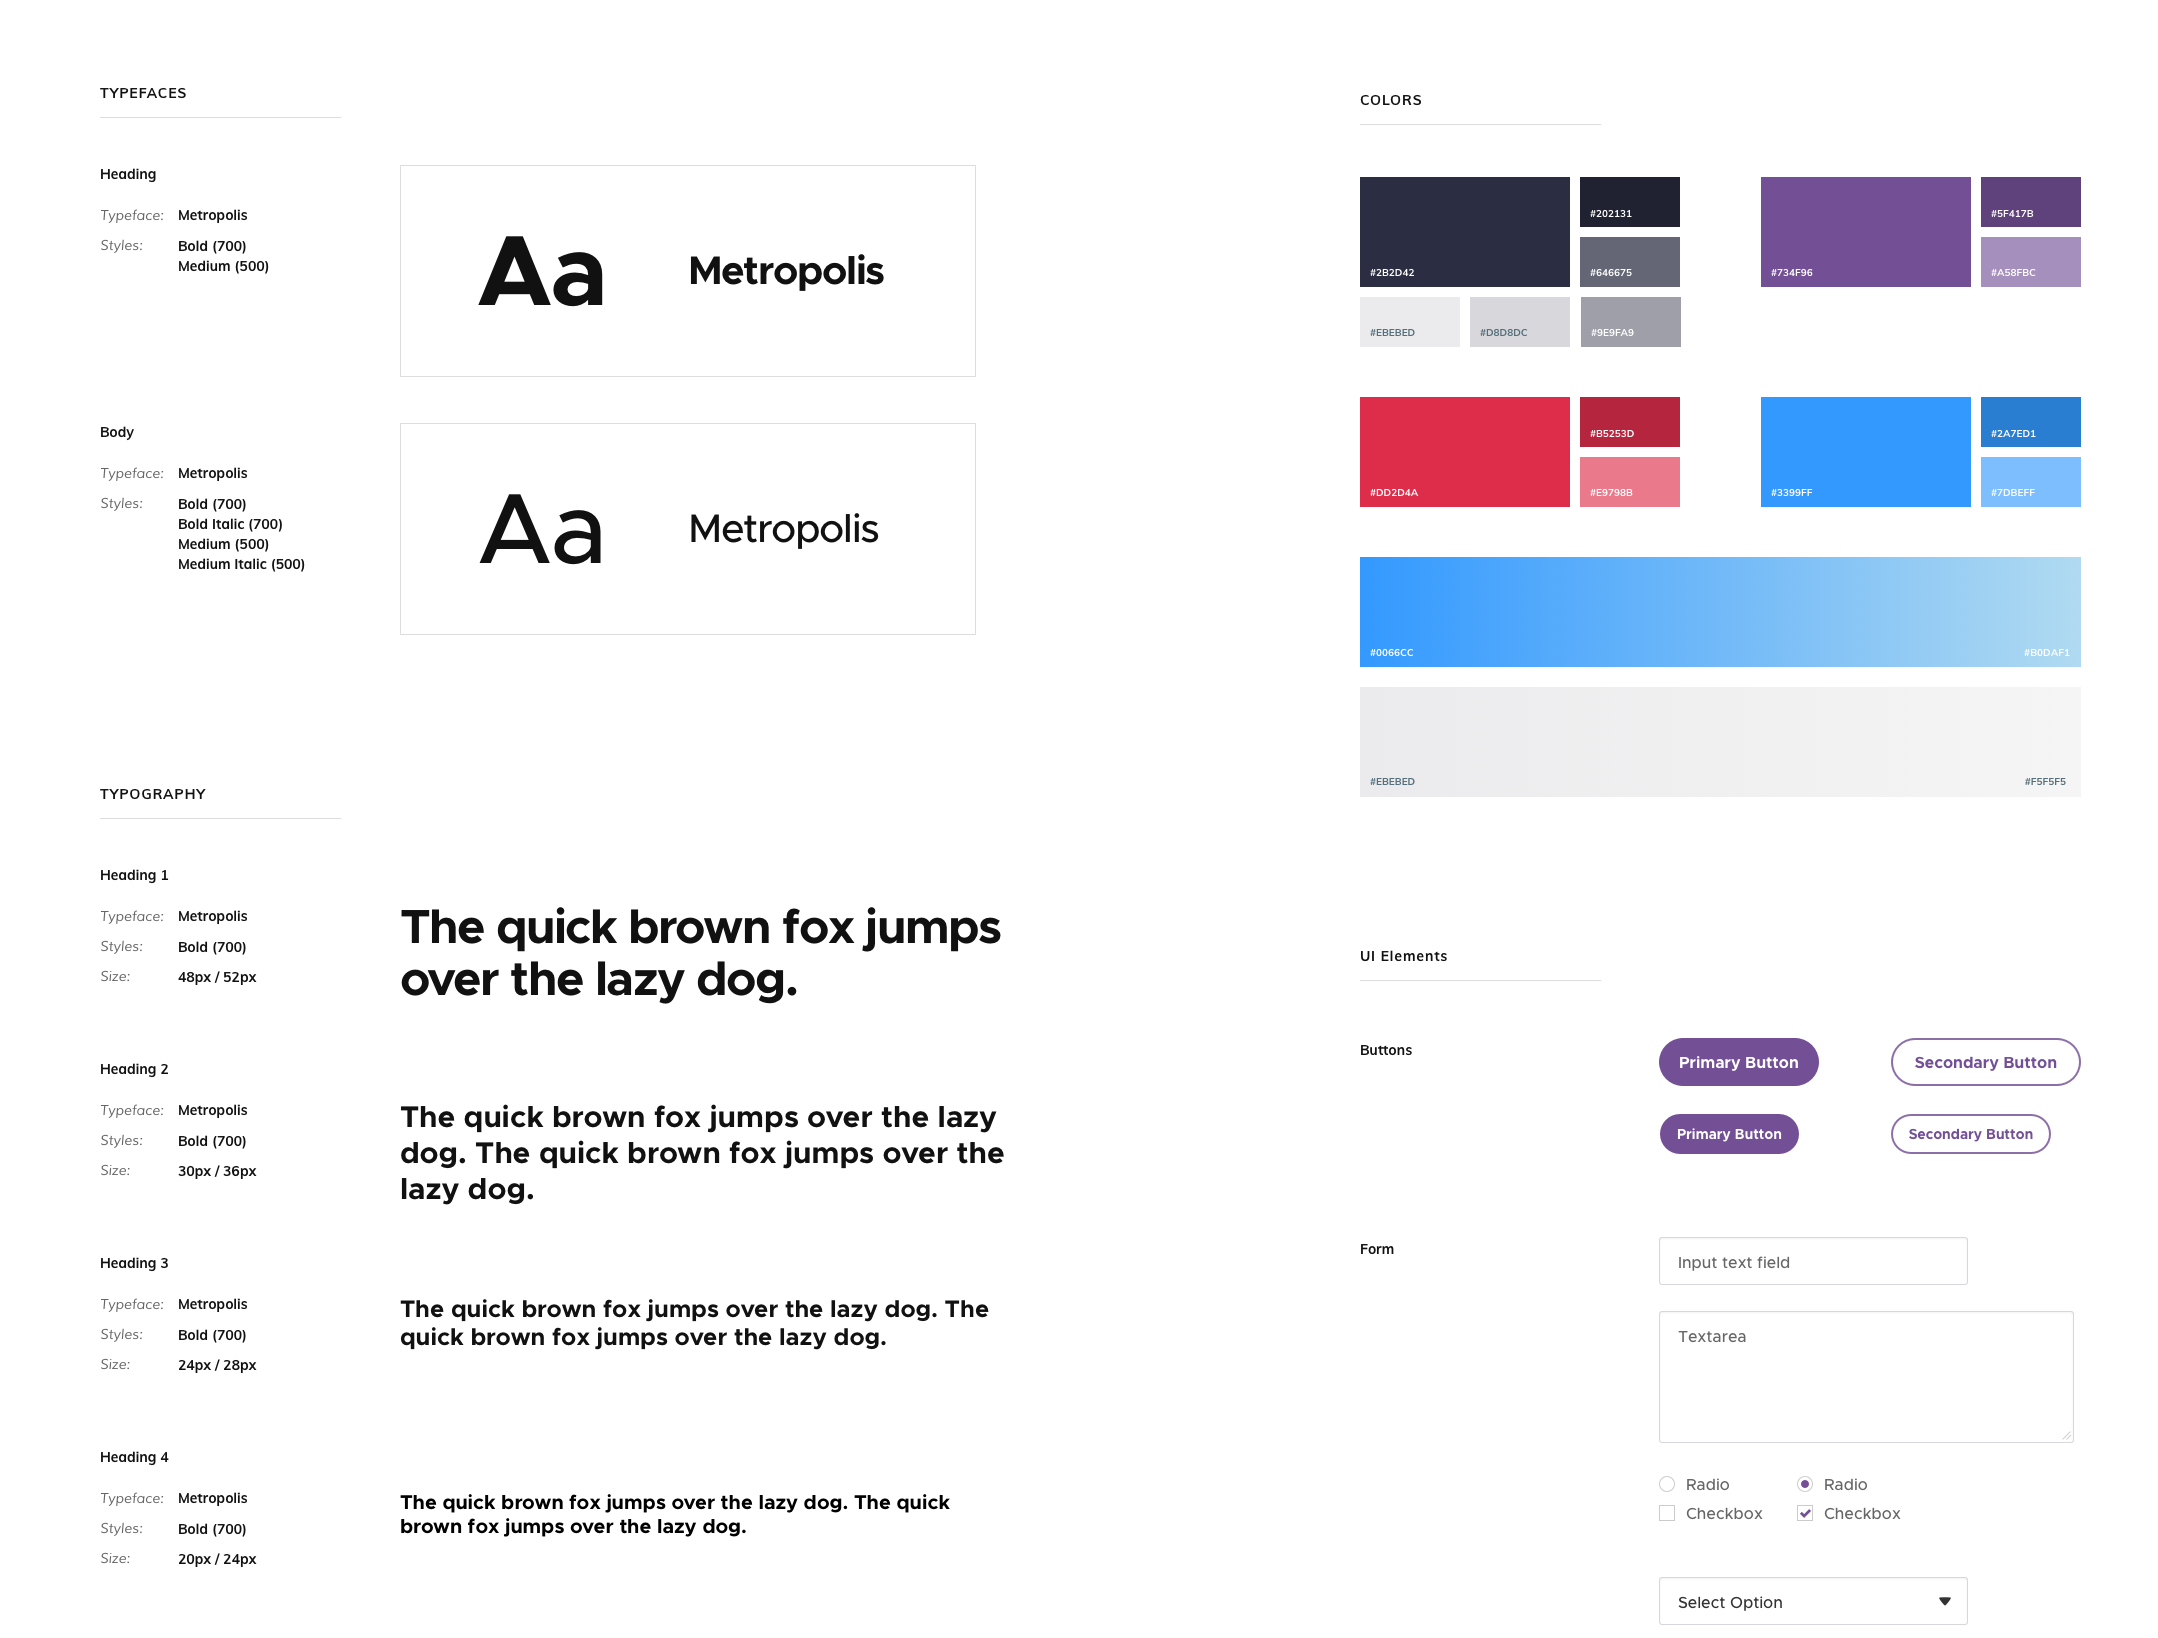 TYPEFACES
Heading
Typeface: Metropolis
Styles: Bold (700)
Medium (500)
Aa Metropolis
Body
Typeface: Metropolis
Styles: Bold (700)
Bold Italic (700)
Medium (500)
Medium Italic (500)
Aa Metropolis
TYPOGRAPHY
Heading 1
Typeface: Metropolis
Styles: Bold (700)
Size: 48px / 52px
The quick brown fox jumps
over the lazy dog.
Heading 2
Typeface: Metropolis
Styles: Bold (700)
Size: 30px / 36px
The quick brown fox jumps over the lazy
dog. The quick brown fox jumps over the
lazy dog.
Heading 3
Typeface: Metropolis
Styles: Bold (700)
Size: 24px / 28px
The quick brown fox jumps over the lazy dog. The
quick brown fox jumps over the lazy dog.
Heading 4
Typeface: Metropolis
Styles: Bold (700)
Size: 20px / 24px
The quick brown fox jumps over the lazy dog. The quick
brown fox jumps over the lazy dog.
COLORS
#2B2D42
#202131
#646675
#EBEBED
#D8D8DC
#9E9FA9
#734F96
#5F417B
#A58FBC
#DD2D4A
#B5253D
#E9798B
#3399FF
#2A7ED1
#7DBEFF
#0066CC
#B0DAF1
#EBEBED
#F5F5F5
UI Elements
Buttons
Primary Button
Secondary Button
Primary Button
Secondary Button
Form
Input text field
Textarea
Radio
Radio
Checkbox
Checkbox
Select Option